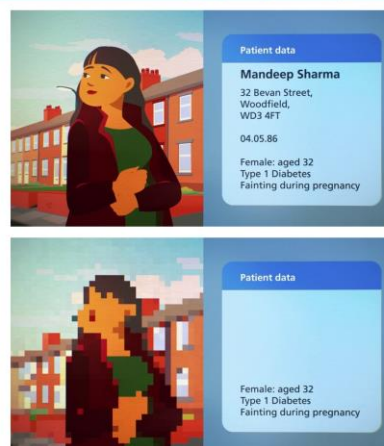 Patient data
Mandeep Sharma
32 Bevan Street,
Woodfield,
WD3 4FT
04.05.86
Female: aged 32
Type 1 Diabetes
Fainting during pregnancy
Patient data
Female: aged 32
Type 1 Diabetes
Fainting during pregnancy